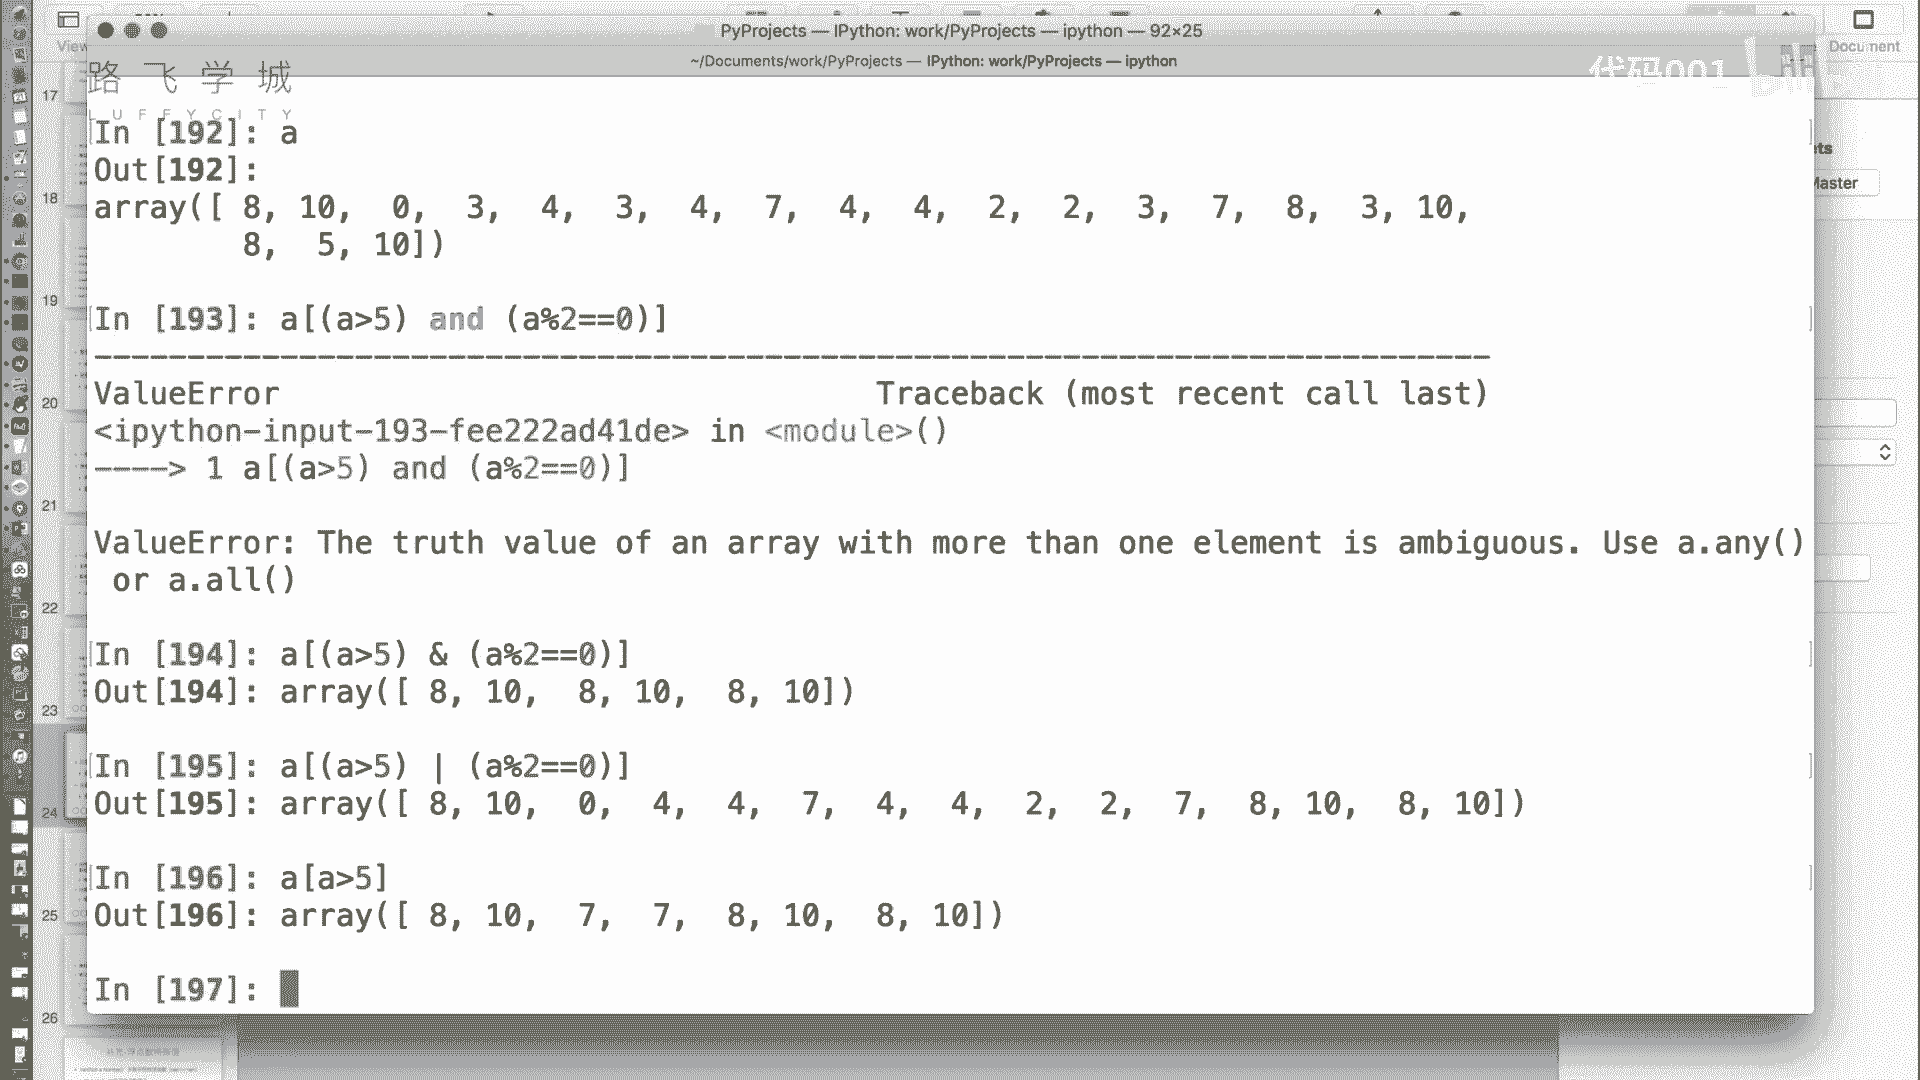 PyProjects — IPython: work/PyProjects — ipython — 92×25
~/Documents/work/PyProjects — IPython: work/PyProjects — ipython
View
Document
路飞学城
代码001
LUFFYCITY
17
18
19
20
21
22
23
24
25
26
ets
Master
In [192]: a
Out[192]:
array([ 8, 10,  0,  3,  4,  3,  4,  7,  4,  4,  2,  2,  3,  7,  8,  3, 10,
        8,  5, 10])
In [193]: a[(a>5) and (a%2==0)]
---------------------------------------------------------------------------
ValueError                                Traceback (most recent call last)
<ipython-input-193-fee222ad41de> in <module>()
----> 1 a[(a>5) and (a%2==0)]
ValueError: The truth value of an array with more than one element is ambiguous. Use a.any()
 or a.all()
In [194]: a[(a>5) & (a%2==0)]
Out[194]: array([ 8, 10,  8, 10,  8, 10])
In [195]: a[(a>5) | (a%2==0)]
Out[195]: array([ 8, 10,  0,  4,  4,  7,  4,  4,  2,  2,  7,  8, 10,  8, 10])
In [196]: a[a>5]
Out[196]: array([ 8, 10,  7,  7,  8, 10,  8, 10])
In [197]: